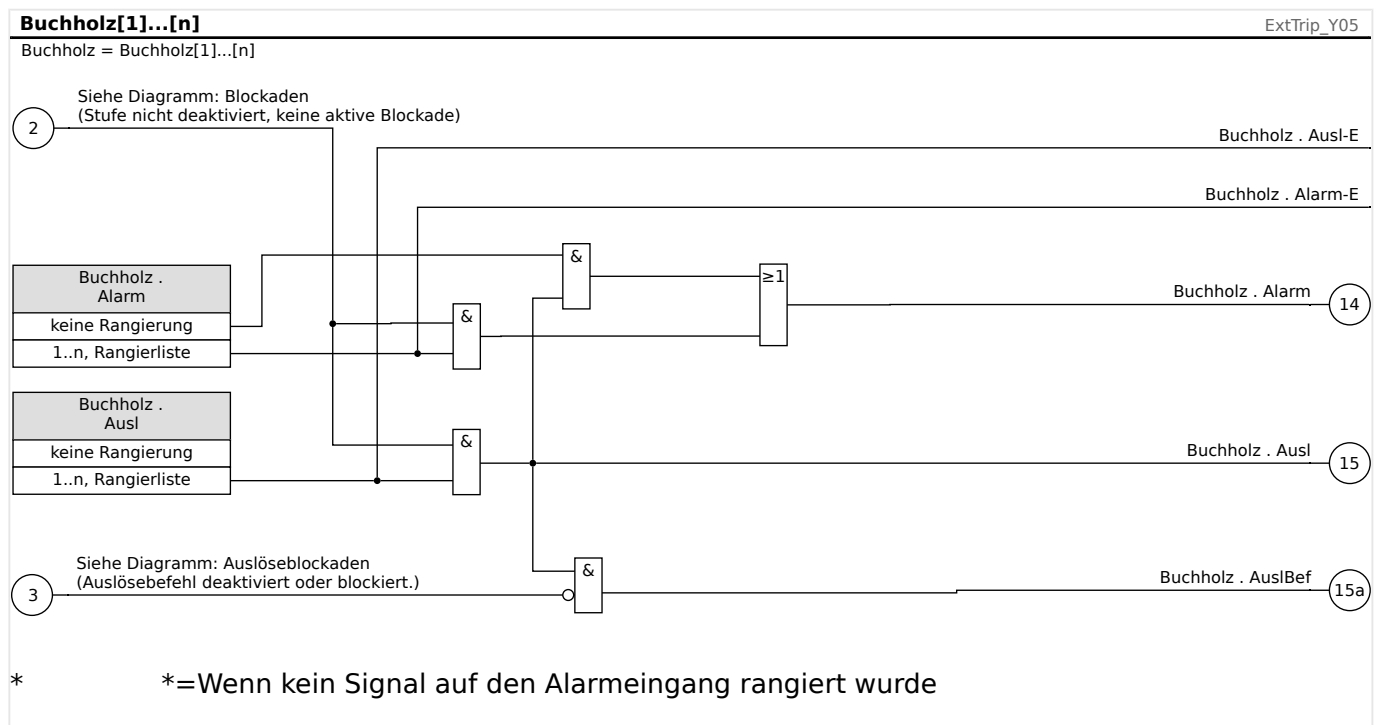 Buchholz[1]...[n]
ExtTrip_Y05
Buchholz = Buchholz[1]...[n]
Siehe Diagramm: Blockaden
(Stufe nicht deaktiviert, keine aktive Blockade)
2
Buchholz . Ausl-E
Buchholz . Alarm-E
&
≥1
Buchholz .
Alarm
keine Rangierung
1..n, Rangierliste
&
Buchholz . Alarm
14
Buchholz .
Ausl
keine Rangierung
1..n, Rangierliste
&
Buchholz . Ausl
15
Siehe Diagramm: Auslöseblockaden
(Auslösebefehl deaktiviert oder blockiert.)
3
&
Buchholz . AuslBef
15a
* *=Wenn kein Signal auf den Alarmeingang rangiert wurde